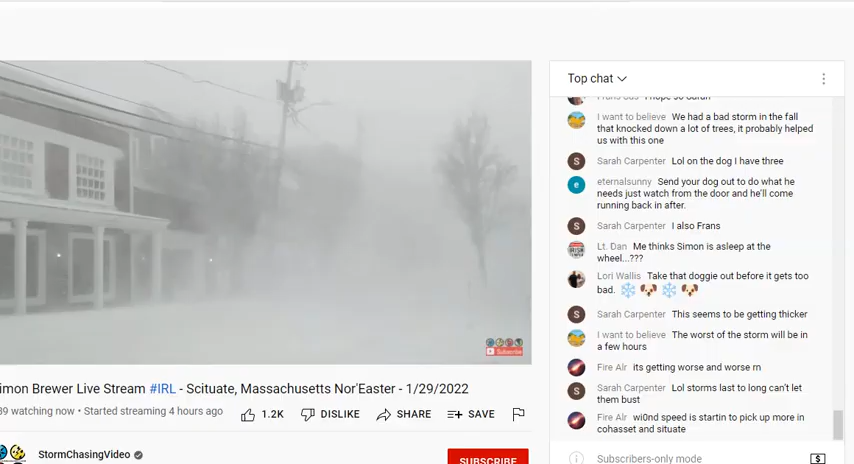 Top chat
Frans Gas I hope so Sarah
I want to believe We had a bad storm in the fall
that knocked down a lot of trees, it probably helped
us with this one
Sarah Carpenter Lol on the dog I have three
e
eternalsunny Send your dog out to do what he
needs just watch from the door and he'll come
running back in after.
S
S
Sarah Carpenter I also Frans
Lt. Dan Me thinks Simon is asleep at the
wheel...???
Lori Wallis Take that doggie out before it gets too
bad.
S
Sarah Carpenter This seems to be getting thicker
I want to believe The worst of the storm will be in
a few hours
Fire Alr its getting worse and worse rn
S
Sarah Carpenter Lol storms last to long can't let
them bust
Fire Alr wi0nd speed is startin to pick up more in
cohasset and situate
Subscribers-only mode
Subscribe
imon Brewer Live Stream #IRL - Scituate, Massachusetts Nor'Easter - 1/29/2022
39 watching now • Started streaming 4 hours ago
1.2K
DISLIKE
SHARE
SAVE
StormChasingVideo
SUBSCRIBE